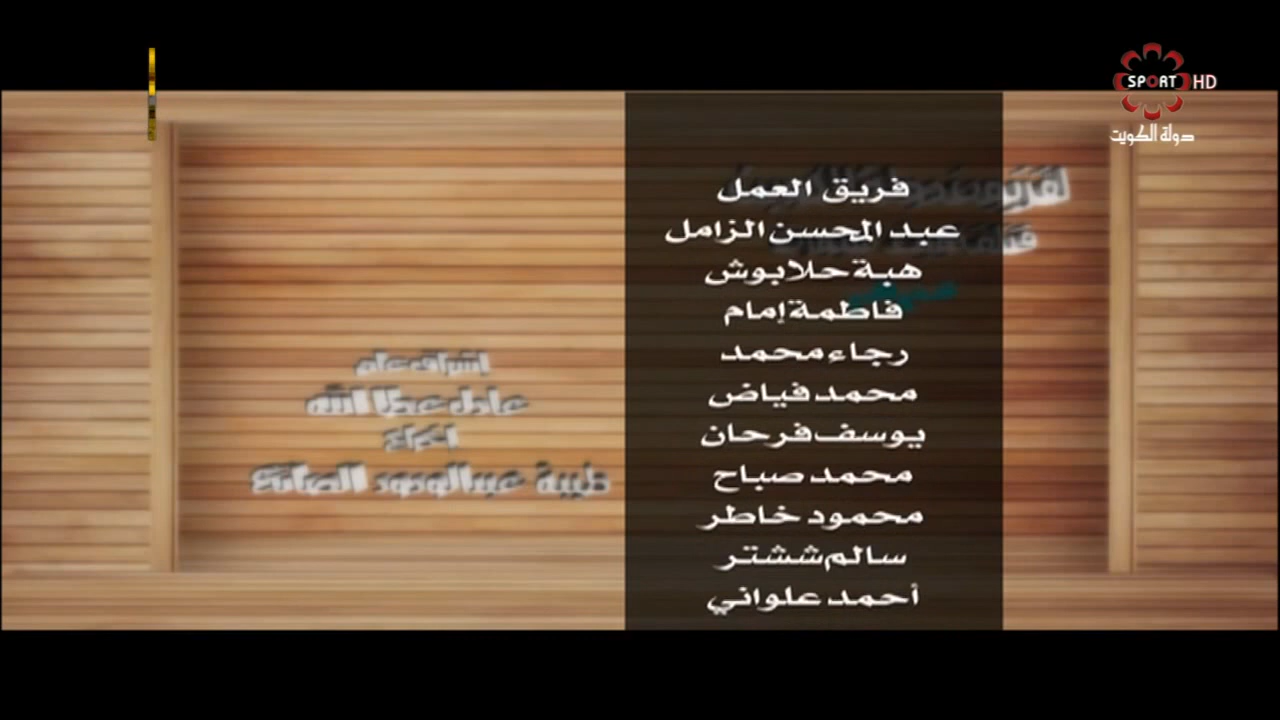 SPORT HD
دولة الكويت
فريق العمل
عبد المحسن الزامل
هبة حلابوش
فاطمة إمام
رجاء محمد
محمد فياض
يوسف فرحان
محمد صباح
محمود خاطر
سالم ششتر
أحمد علواني
إشراف عام
عادل عطا الله
إخراج
طيبة عبدالودود الصانع